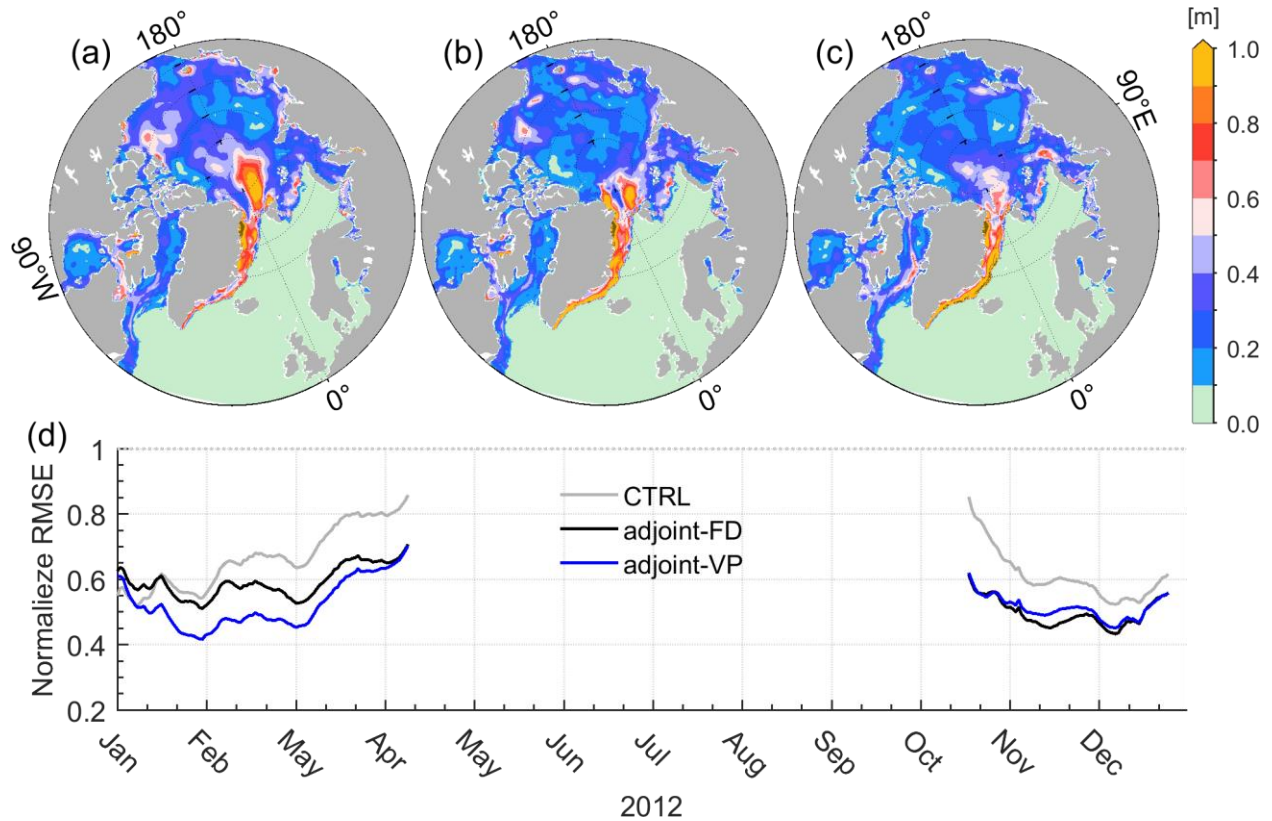 (a) 180° (b) 180° (c) 180° [m]
90°W 0° 0° 90°E 0°
1.0
0.8
0.6
0.4
0.2
0.0
(d)
Normalieze RMSE
1
0.8
0.6
0.4
0.2
CTRL
adjoint-FD
adjoint-VP
Jan Feb May Apr May Jun Jul Aug Sep Oct Nov Dec
2012